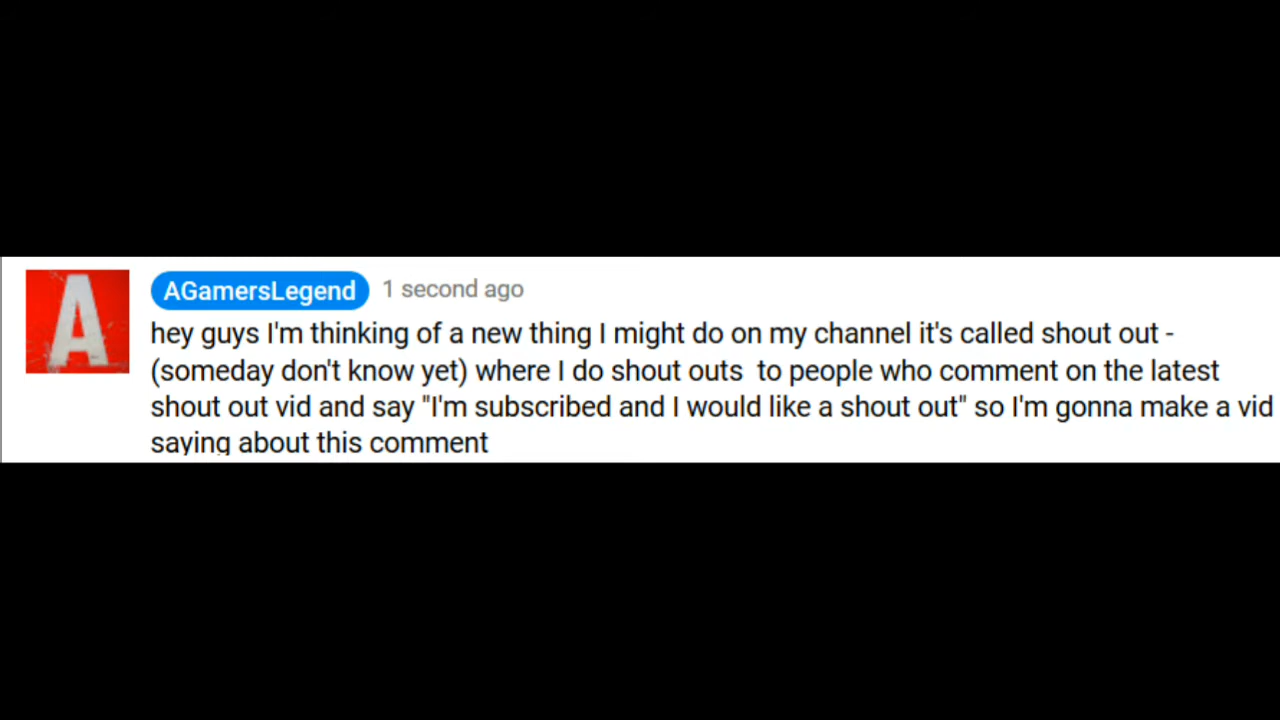 A
AGamersLegend 1 second ago
hey guys I'm thinking of a new thing I might do on my channel it's called shout out -
(someday don't know yet) where I do shout outs  to people who comment on the latest
shout out vid and say "I'm subscribed and I would like a shout out" so I'm gonna make a vid
saying about this comment